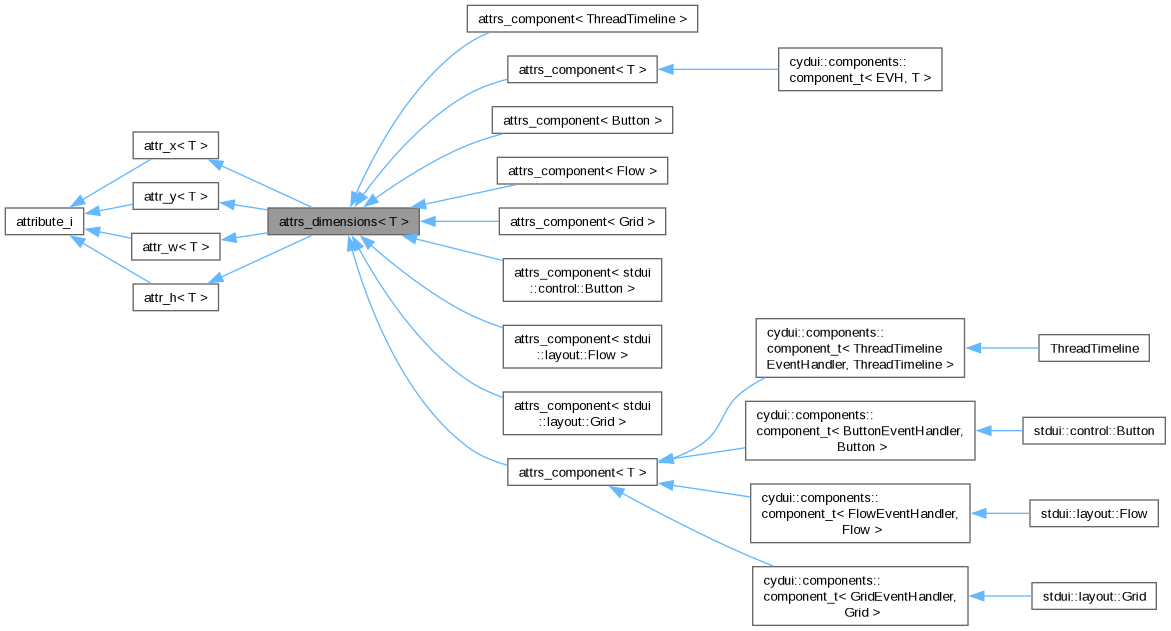 attribute_i
attr_x< T >
attr_y< T >
attr_w< T >
attr_h< T >
attrs_dimensions< T >
attrs_component< ThreadTimeline >
attrs_component< T >
cydui::components::
component_t< EVH, T >
attrs_component< Button >
attrs_component< Flow >
attrs_component< Grid >
attrs_component< stdui
::control::Button >
attrs_component< stdui
::layout::Flow >
attrs_component< stdui
::layout::Grid >
attrs_component< T >
cydui::components::
component_t< ThreadTimeline
EventHandler, ThreadTimeline >
ThreadTimeline
cydui::components::
component_t< ButtonEventHandler,
Button >
stdui::control::Button
cydui::components::
component_t< FlowEventHandler,
Flow >
stdui::layout::Flow
cydui::components::
component_t< GridEventHandler,
Grid >
stdui::layout::Grid